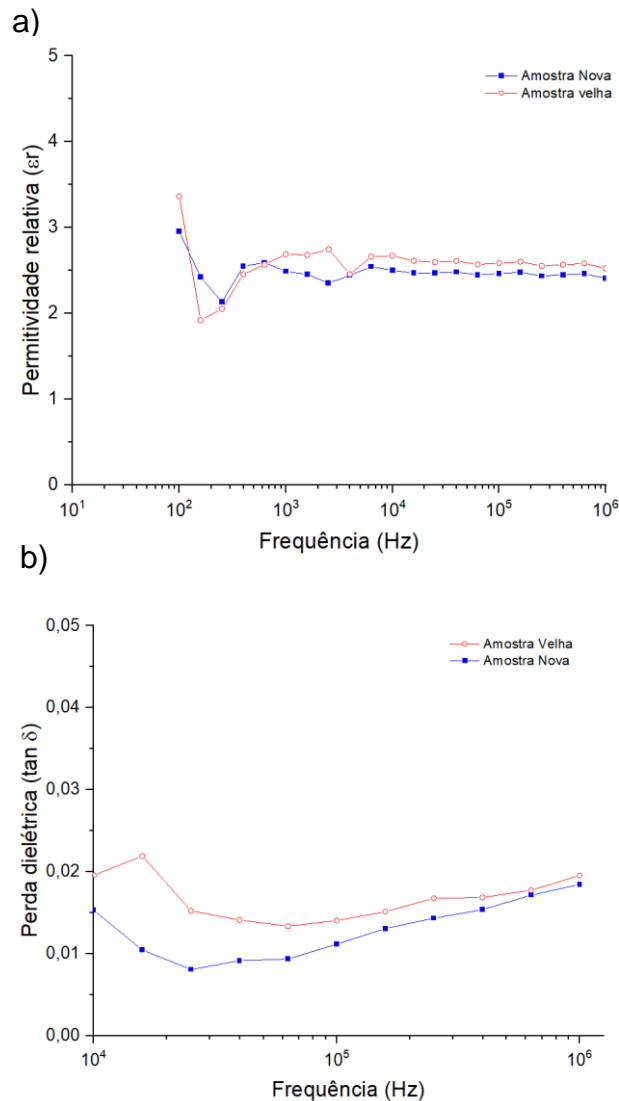 a)
5
4
3
2
1
0
Permitividade relativa (εr)
Amostra Nova
Amostra velha
10¹ 10² 10³ 10⁴ 10⁵ 10⁶
Frequência (Hz)
b)
0,05
0,04
0,03
0,02
0,01
0,00
Perda dielétrica (tan δ)
Amostra Velha
Amostra Nova
10⁴ 10⁵ 10⁶
Frequência (Hz)